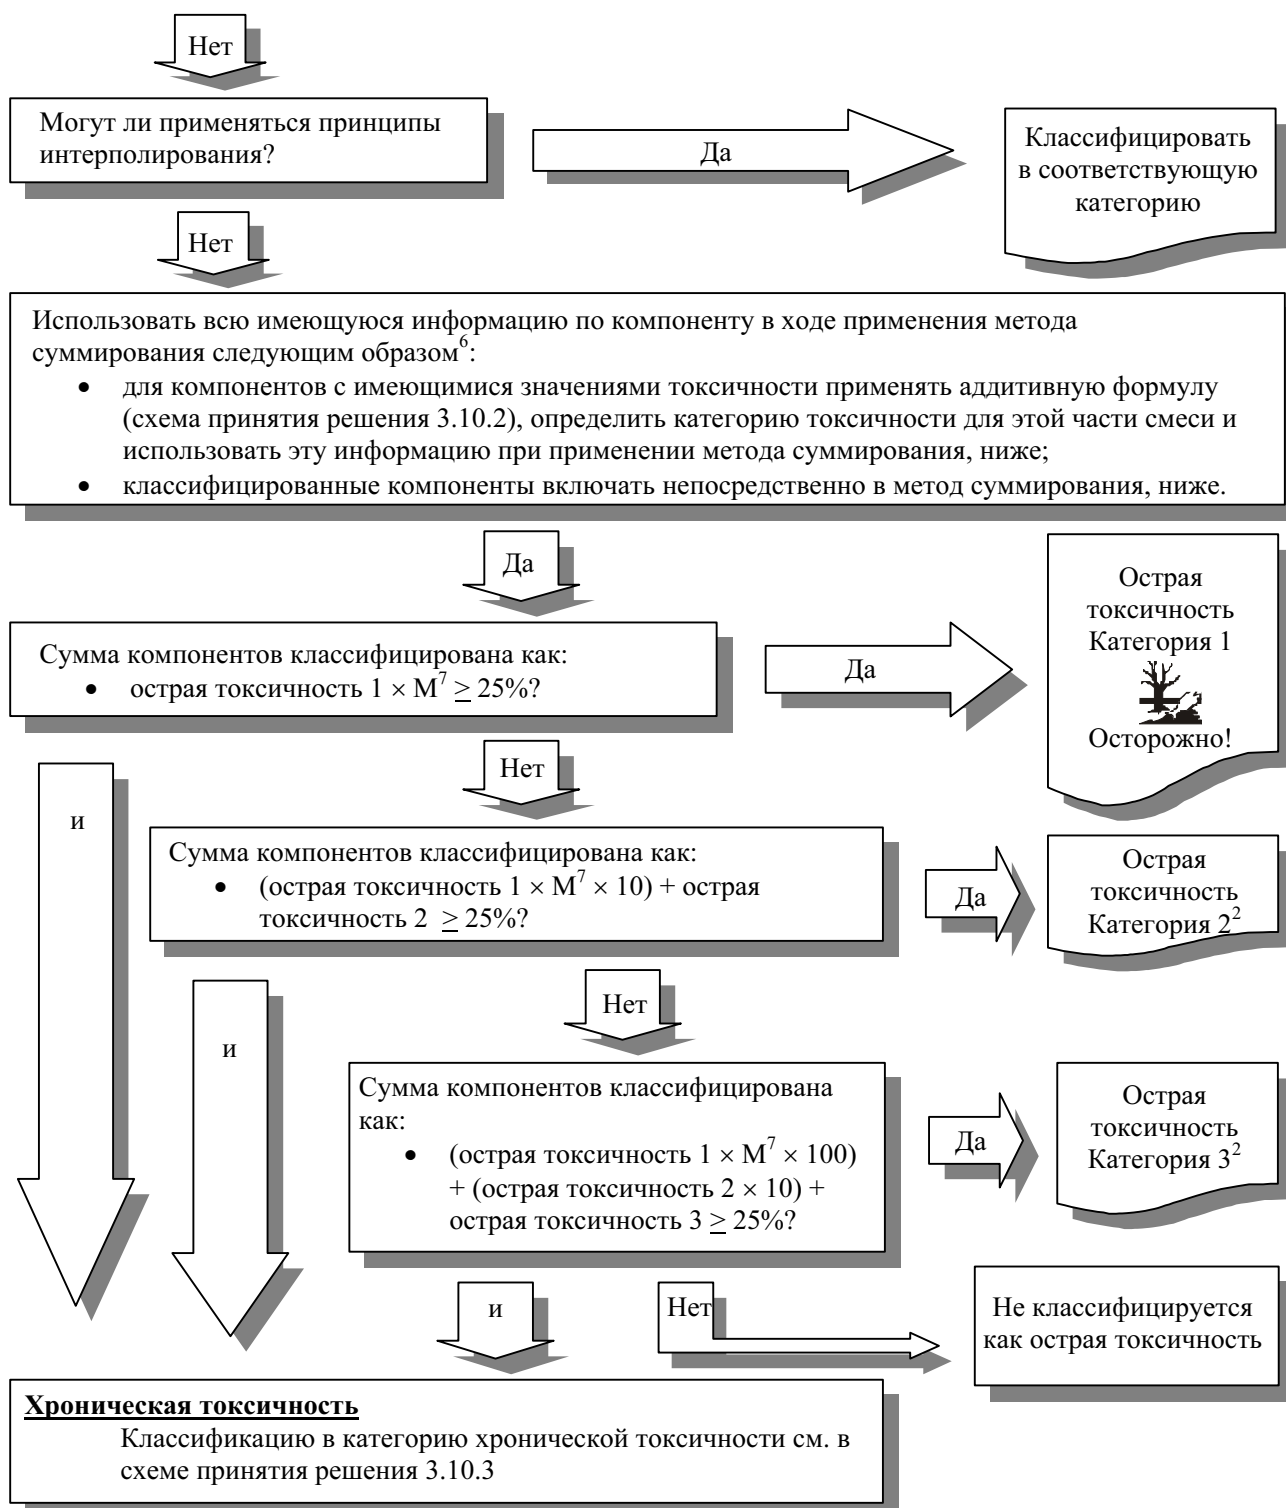 Нет
Могут ли применяться принципы
интерполирования?
Да
Классифицировать
в соответствующую
категорию
Нет
Использовать всю имеющуюся информацию по компоненту в ходе применения метода
суммирования следующим образом⁶:
• для компонентов с имеющимися значениями токсичности применять аддитивную формулу
(схема принятия решения 3.10.2), определить категорию токсичности для этой части смеси и
использовать эту информацию при применении метода суммирования, ниже;
• классифицированные компоненты включать непосредственно в метод суммирования, ниже.
Да
Сумма компонентов классифицирована как:
• острая токсичность 1 × М⁷ ≥ 25%?
Да
Острая
токсичность
Категория 1
Осторожно!
Нет
и
Сумма компонентов классифицирована как:
• (острая токсичность 1 × М⁷ × 10) + острая
токсичность 2 ≥ 25%?
Да
Острая
токсичность
Категория 2²
Нет
и
Сумма компонентов классифицирована
как:
• (острая токсичность 1 × М⁷ × 100)
+ (острая токсичность 2 × 10) +
острая токсичность 3 ≥ 25%?
Да
Острая
токсичность
Категория 3²
и
Нет
Не классифицируется
как острая токсичность
Хроническая токсичность
Классификацию в категорию хронической токсичности см. в
схеме принятия решения 3.10.3